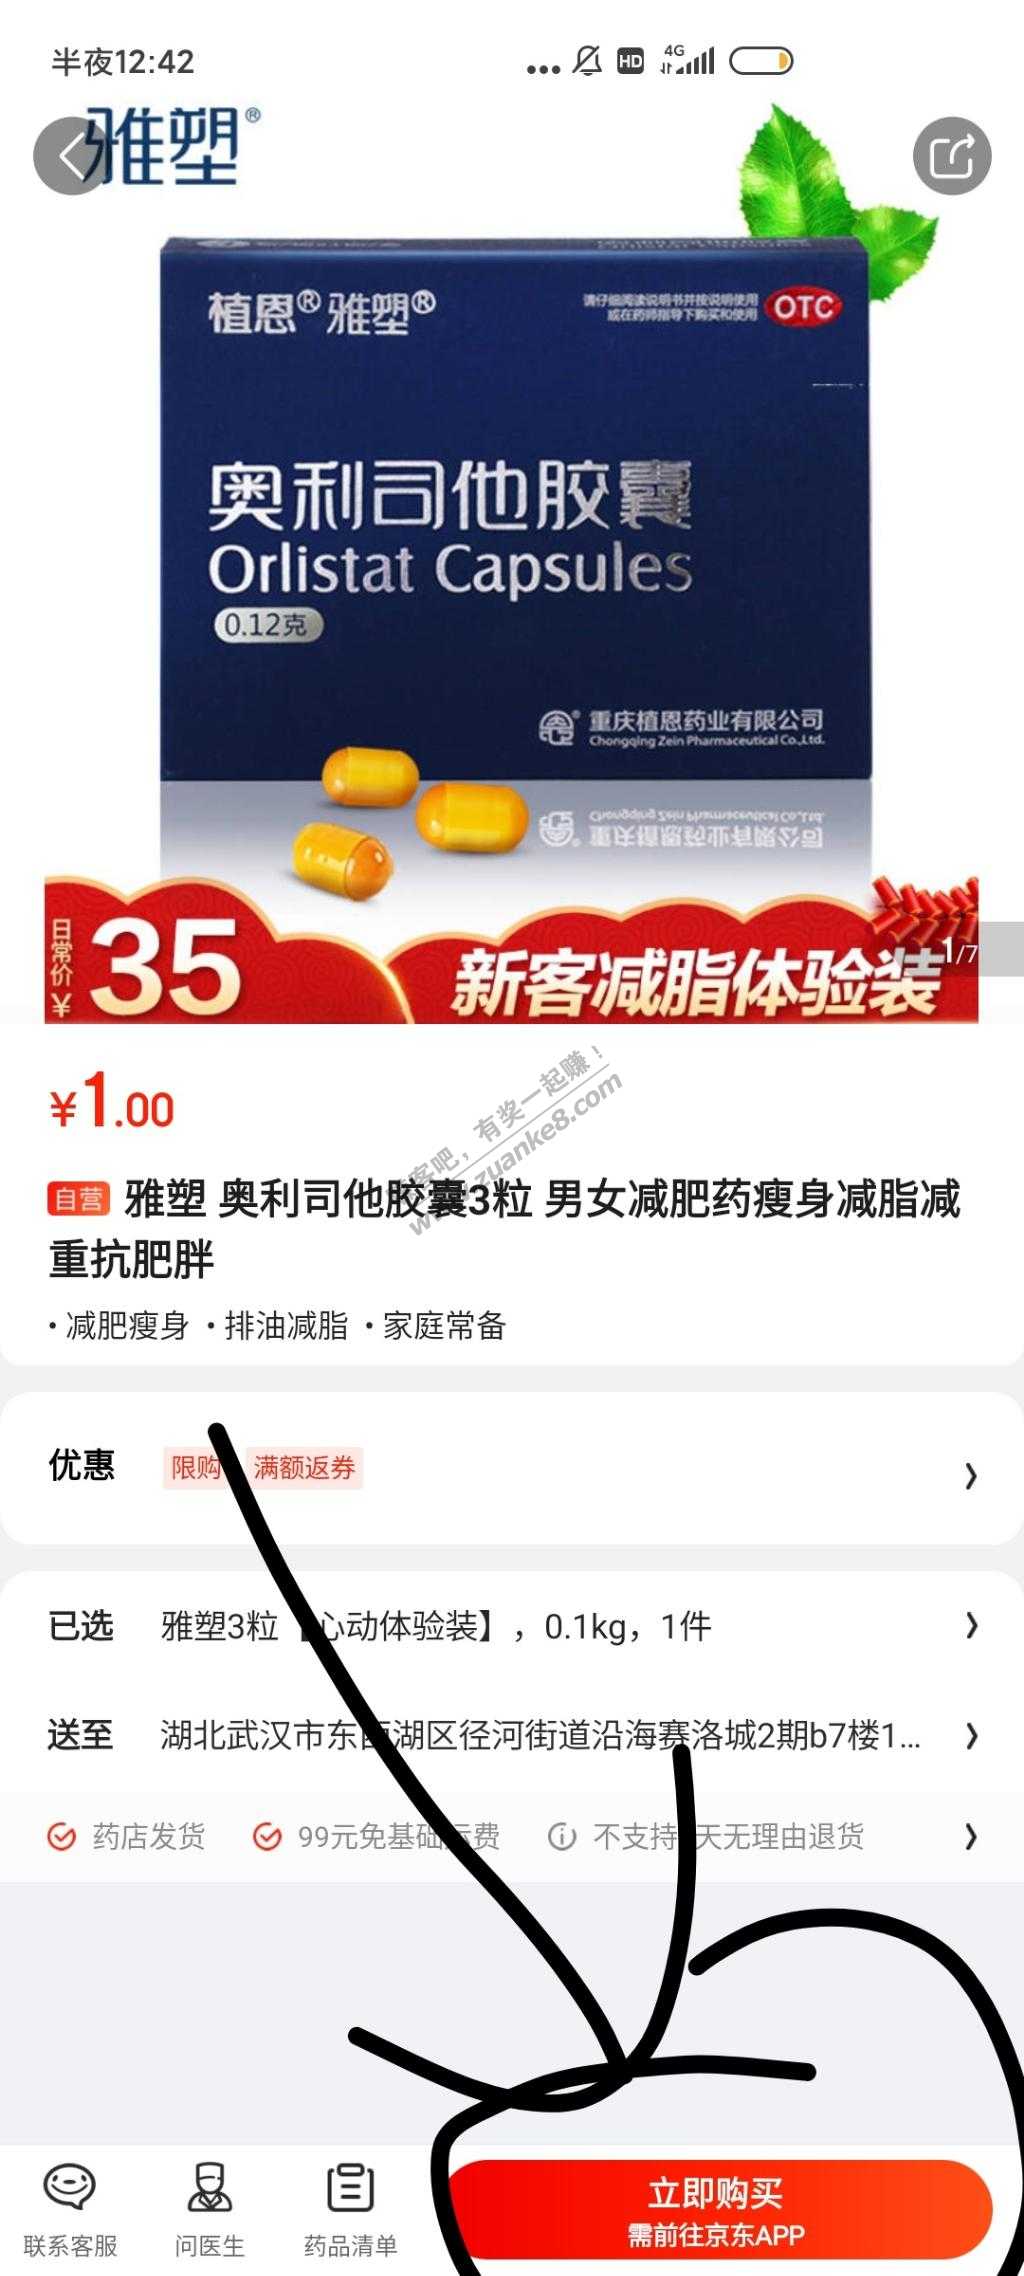 半夜12:42
HD
4G
雅塑®
植恩®雅塑®
请仔细阅读说明书并按说明使用
或在药师指导下购买和使用
OTC
奥利司他胶囊
Orlistat Capsules
0.12克
重庆植恩药业有限公司
Chongqing Zein Pharmaceutical Co.,Ltd.
日常价¥
35
新客减脂体验装
1/7
¥1.00
客吧，有奖一起赚！
www.zuanke8.com
自营 雅塑 奥利司他胶囊3粒 男女减肥药瘦身减脂减
重抗肥胖
·减肥瘦身 ·排油减脂 ·家庭常备
优惠 限购 满额返券
已选 雅塑3粒【心动体验装】，0.1kg，1件
送至 湖北武汉市东西湖区径河街道沿海赛洛城2期b7楼1...
药店发货 99元免基础运费 不支持 天无理由退货
联系客服
问医生
药品清单
立即购买
需前往京东APP